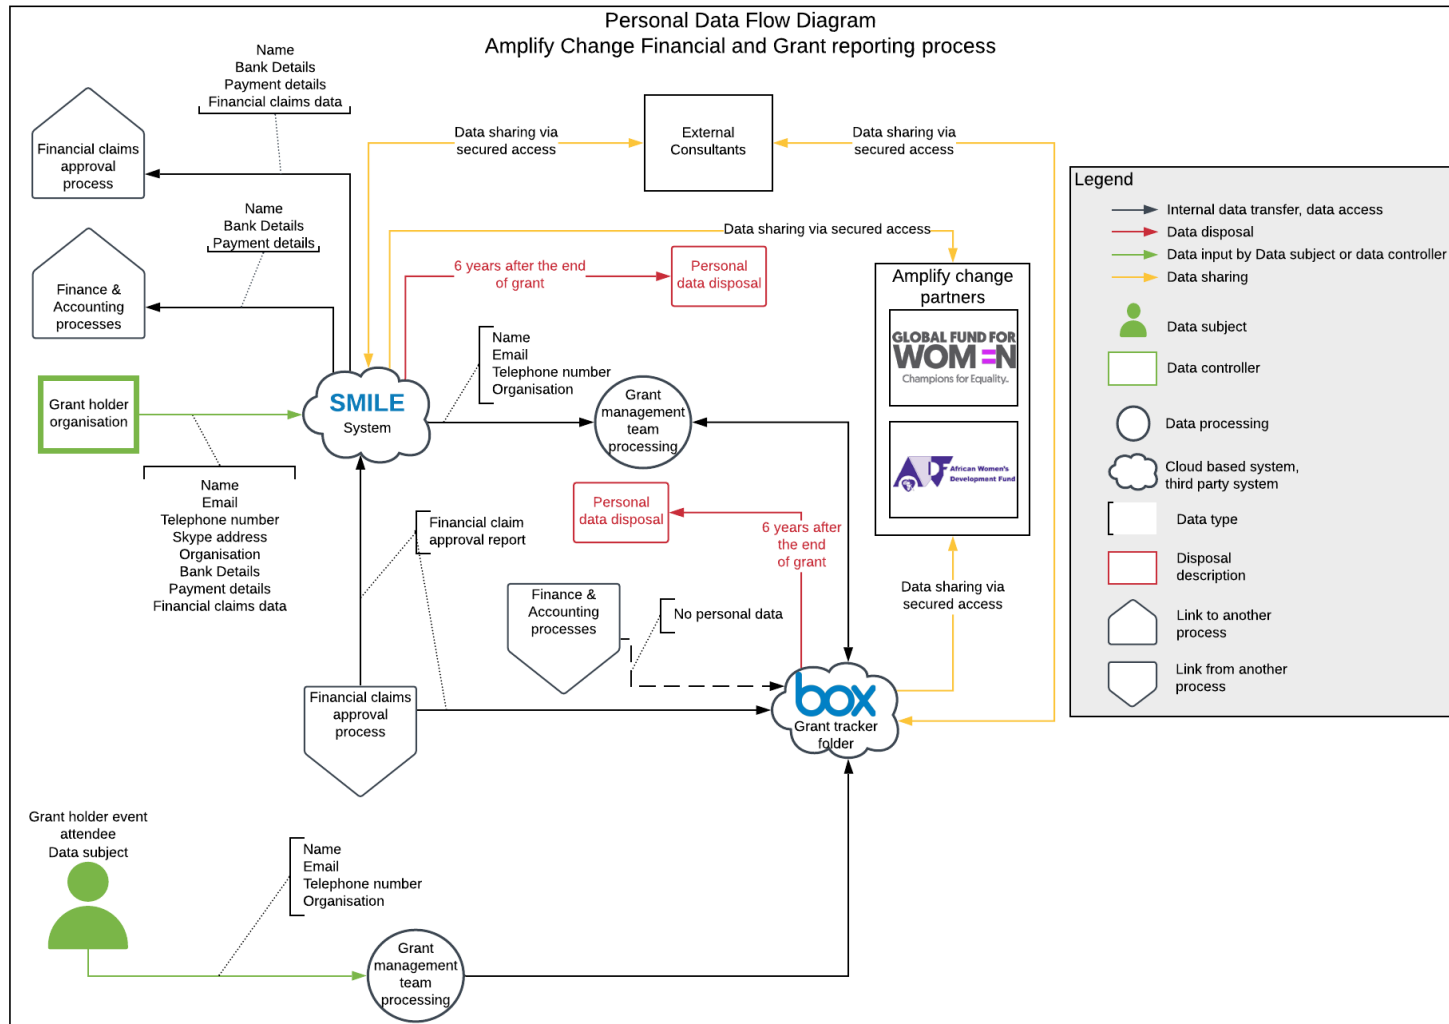 Personal Data Flow Diagram
Amplify Change Financial and Grant reporting process
Name
Bank Details
Payment details
Financial claims data
Financial claims
approval
process
Name
Bank Details
Payment details
Finance &
Accounting
processes
Data sharing via
secured access
External
Consultants
Data sharing via
secured access
Data sharing via secured access
6 years after the end
of grant
Personal
data disposal
Amplify change
partners
GLOBAL FUND FOR
WOMEN
Champions for Equality™
African Women's
Development Fund
Grant holder
organisation
SMILE
System
Name
Email
Telephone number
Organisation
Grant
management
team
processing
Name
Email
Telephone number
Skype address
Organisation
Bank Details
Payment details
Financial claims data
Financial claim
approval report
Personal
data disposal
6 years after
the end
of grant
Finance &
Accounting
processes
No personal data
Data sharing via
secured access
Financial claims
approval
process
box
Grant tracker
folder
Grant holder event
attendee
Data subject
Name
Email
Telephone number
Organisation
Grant
management
team
processing
Legend
Internal data transfer, data access
Data disposal
Data input by Data subject or data controller
Data sharing
Data subject
Data controller
Data processing
Cloud based system,
third party system
Data type
Disposal
description
Link to another
process
Link from another
process